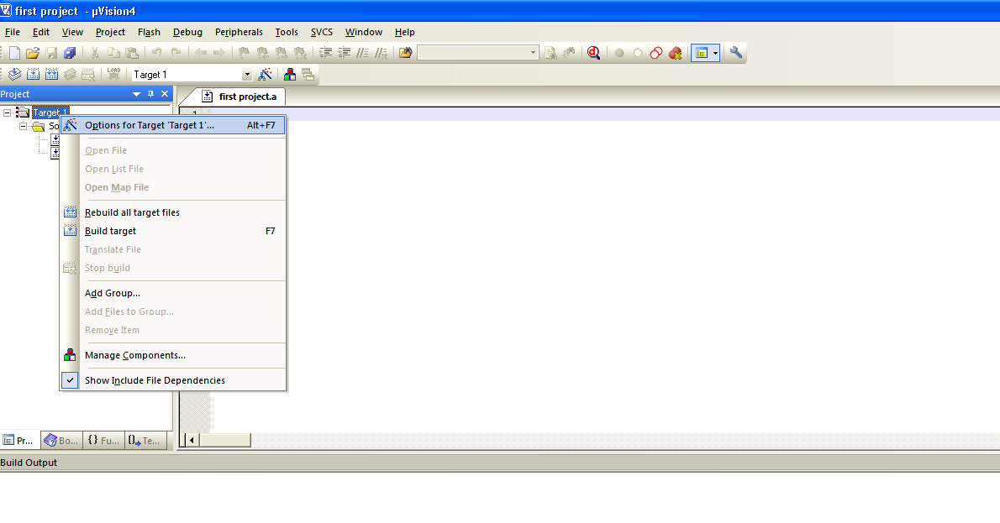 first project - µVision4
File Edit View Project Flash Debug Peripherals Tools SVCS Window Help
LOAD
Target 1
Project
first project.a
Target 1
1
So
Options for Target 'Target 1'... Alt+F7
Open File
Open List File
Open Map File
Rebuild all target files
Build target F7
Translate File
Stop build
Add Group...
Add Files to Group...
Remove Item
Manage Components...
Show Include File Dependencies
Pr... Bo... {} Fu... Te...
Build Output